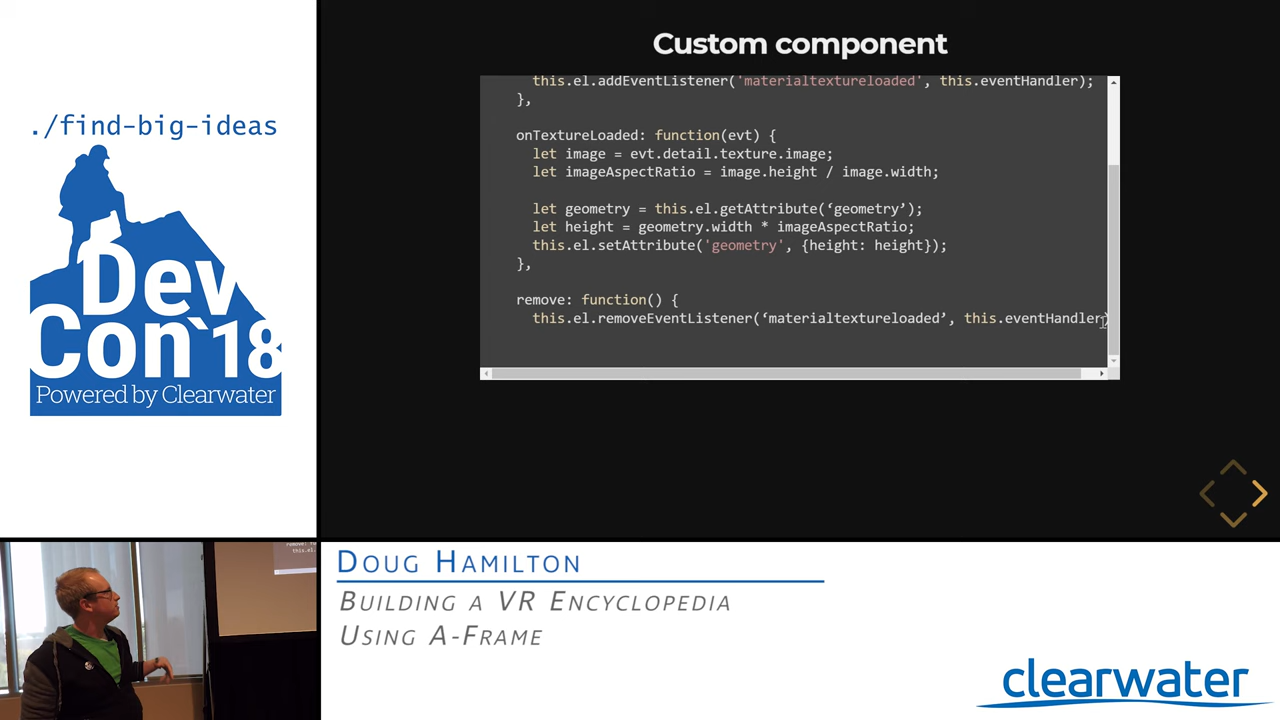 ./find-big-ideas
Dev
Con`18
Powered by Clearwater
Custom component
this.el.addEventListener('materialtextureloaded', this.eventHandler);
},
onTextureLoaded: function(evt) {
let image = evt.detail.texture.image;
let imageAspectRatio = image.height / image.width;
let geometry = this.el.getAttribute(‘geometry’);
let height = geometry.width * imageAspectRatio;
this.el.setAttribute('geometry', {height: height});
},
remove: function() {
this.el.removeEventListener(‘materialtextureloaded’, this.eventHandler)
Doug Hamilton
Building a VR Encyclopedia
Using A-Frame
clearwater